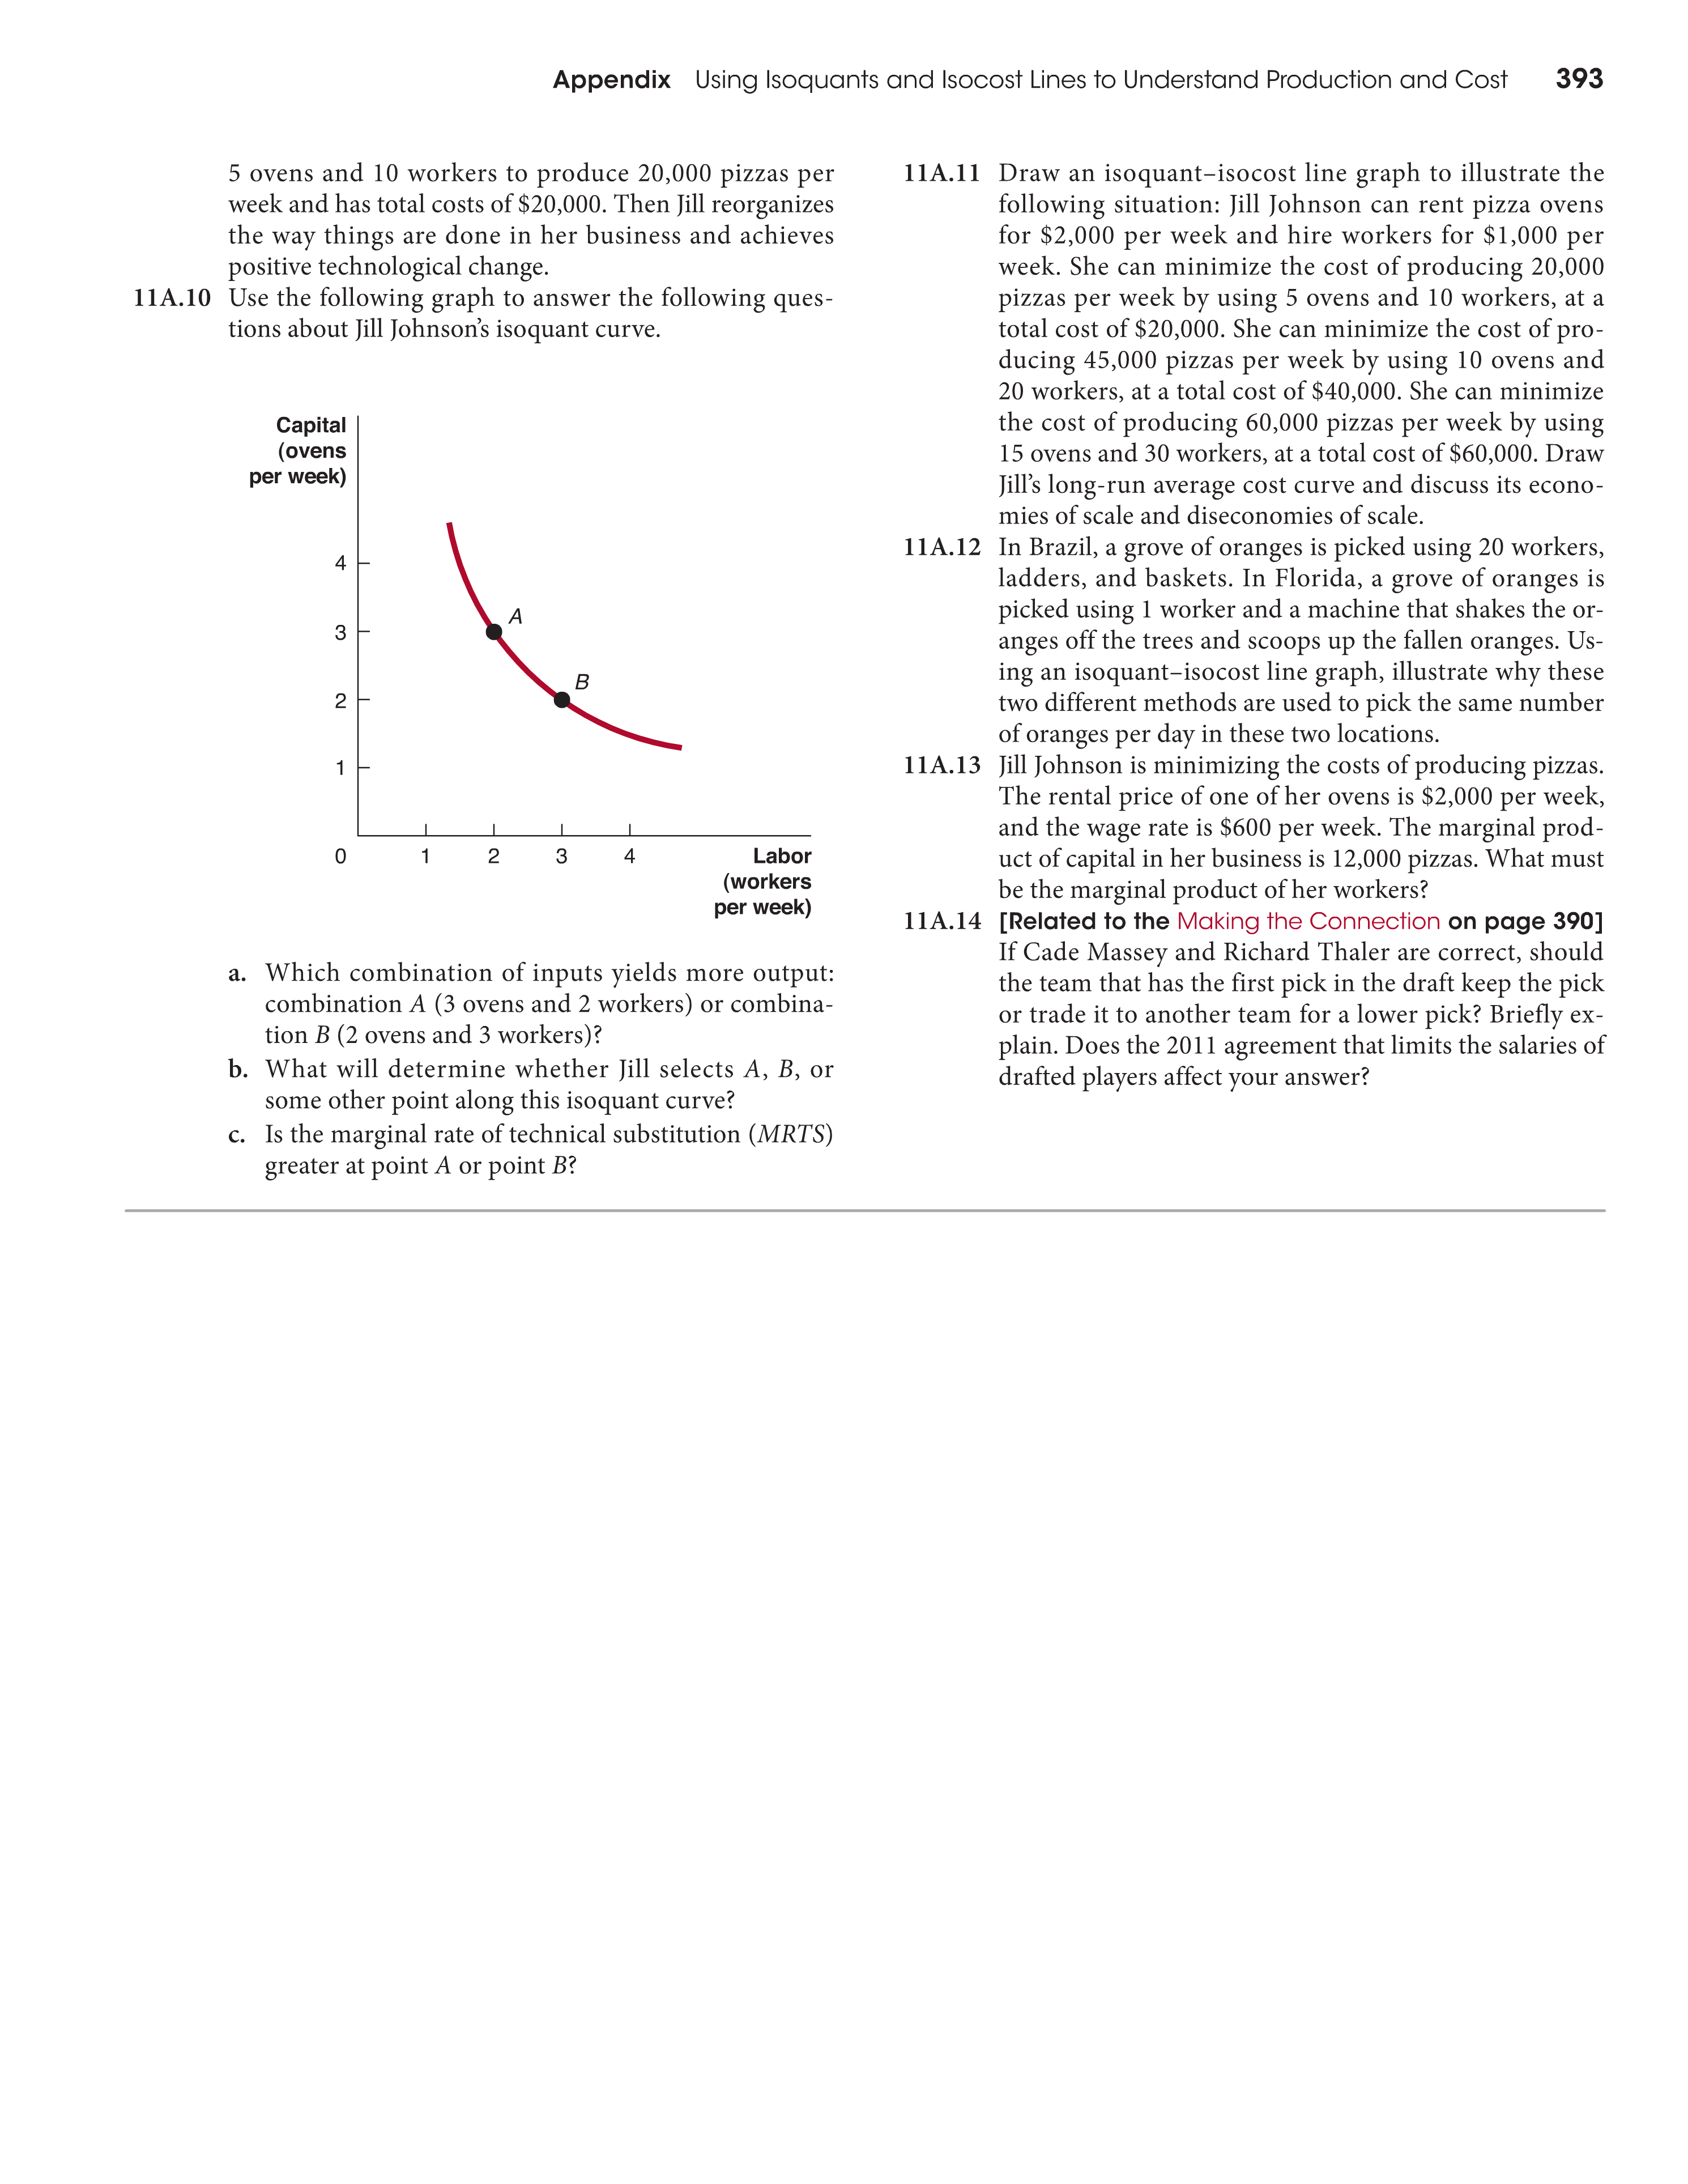 Appendix Using Isoquants and Isocost Lines to Understand Production and Cost 393
5 ovens and 10 workers to produce 20,000 pizzas per
week and has total costs of $20,000. Then Jill reorganizes
the way things are done in her business and achieves
positive technological change.
11A.10 Use the following graph to answer the following ques-
tions about Jill Johnson’s isoquant curve.
Capital
(ovens
per week)
4
3
2
1
A
B
0 1 2 3 4 Labor
(workers
per week)
a. Which combination of inputs yields more output:
combination A (3 ovens and 2 workers) or combina-
tion B (2 ovens and 3 workers)?
b. What will determine whether Jill selects A, B, or
some other point along this isoquant curve?
c. Is the marginal rate of technical substitution (MRTS)
greater at point A or point B?
11A.11 Draw an isoquant–isocost line graph to illustrate the
following situation: Jill Johnson can rent pizza ovens
for $2,000 per week and hire workers for $1,000 per
week. She can minimize the cost of producing 20,000
pizzas per week by using 5 ovens and 10 workers, at a
total cost of $20,000. She can minimize the cost of pro-
ducing 45,000 pizzas per week by using 10 ovens and
20 workers, at a total cost of $40,000. She can minimize
the cost of producing 60,000 pizzas per week by using
15 ovens and 30 workers, at a total cost of $60,000. Draw
Jill’s long-run average cost curve and discuss its econo-
mies of scale and diseconomies of scale.
11A.12 In Brazil, a grove of oranges is picked using 20 workers,
ladders, and baskets. In Florida, a grove of oranges is
picked using 1 worker and a machine that shakes the or-
anges off the trees and scoops up the fallen oranges. Us-
ing an isoquant–isocost line graph, illustrate why these
two different methods are used to pick the same number
of oranges per day in these two locations.
11A.13 Jill Johnson is minimizing the costs of producing pizzas.
The rental price of one of her ovens is $2,000 per week,
and the wage rate is $600 per week. The marginal prod-
uct of capital in her business is 12,000 pizzas. What must
be the marginal product of her workers?
11A.14 [Related to the Making the Connection on page 390]
If Cade Massey and Richard Thaler are correct, should
the team that has the first pick in the draft keep the pick
or trade it to another team for a lower pick? Briefly ex-
plain. Does the 2011 agreement that limits the salaries of
drafted players affect your answer?